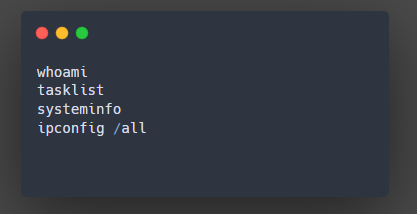 whoami
tasklist
systeminfo
ipconfig /all